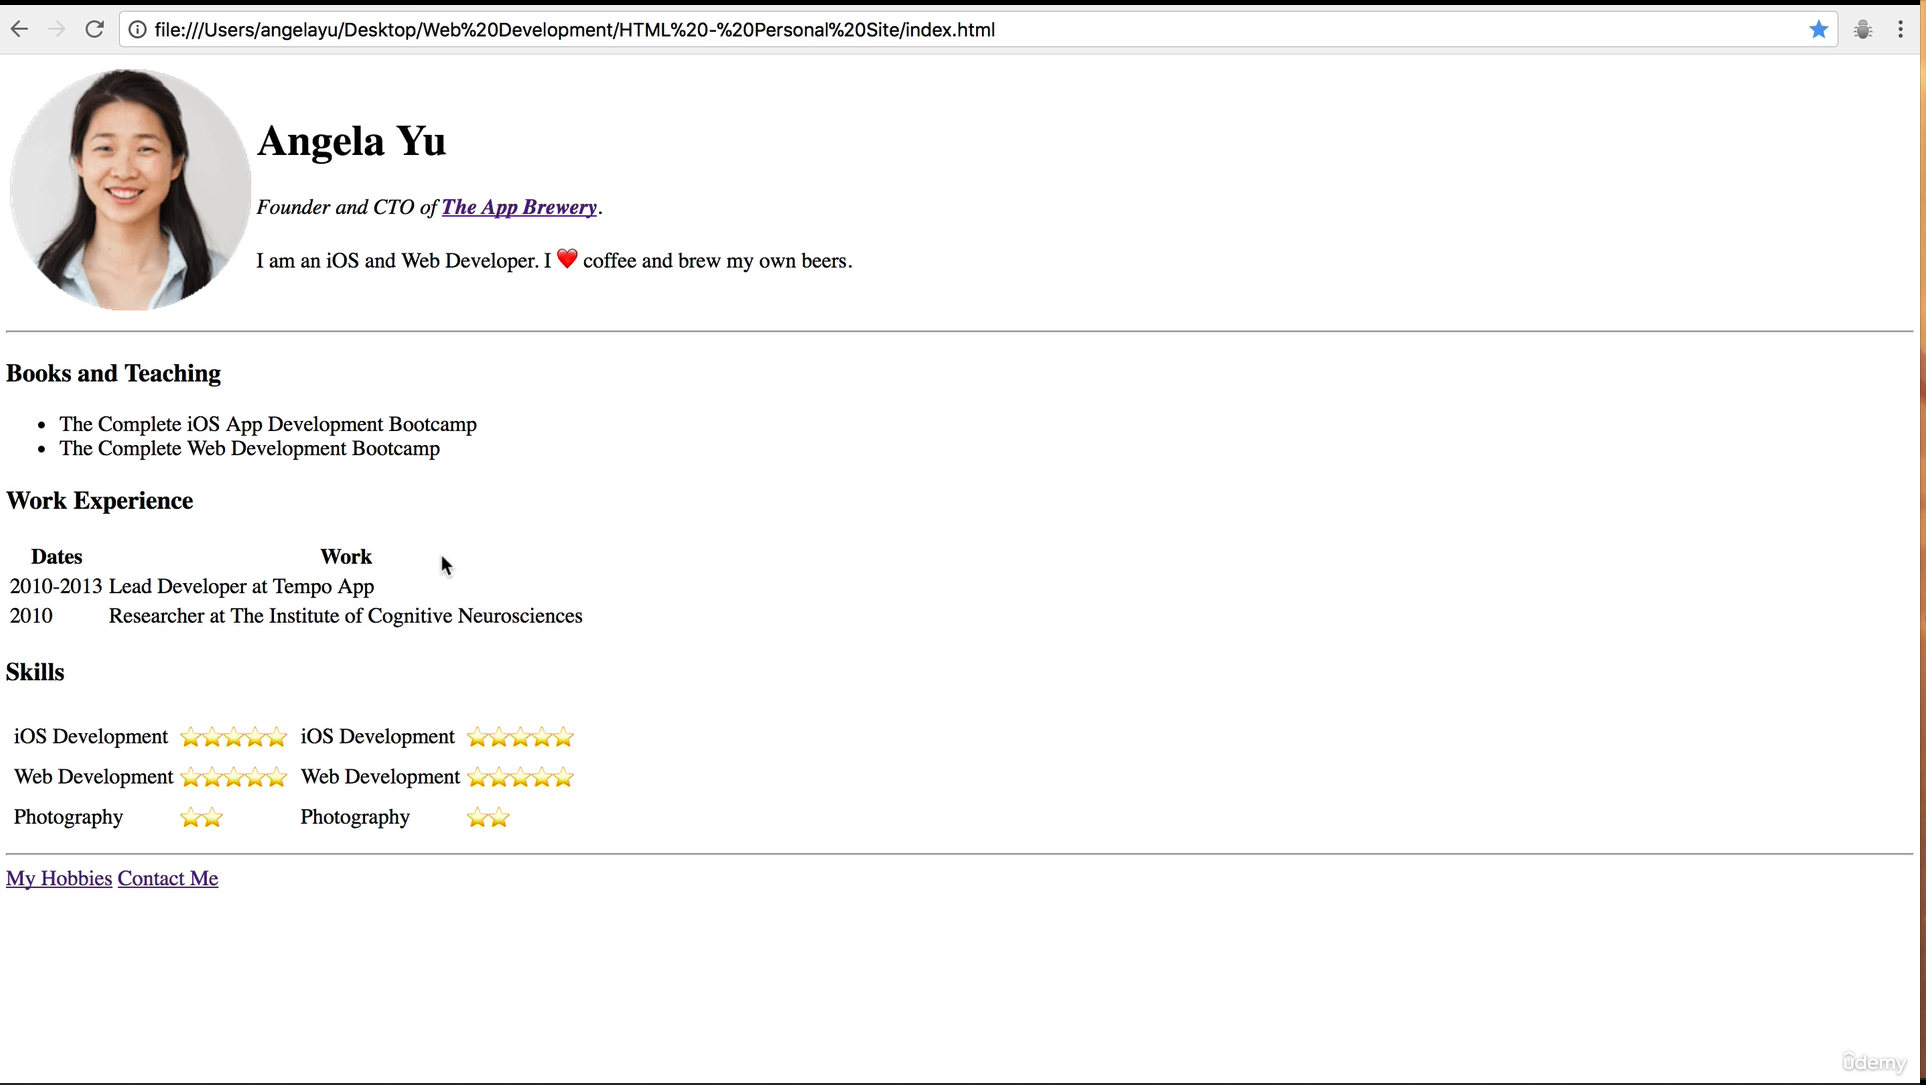 file:///Users/angelayu/Desktop/Web%20Development/HTML%20-%20Personal%20Site/index.html
Angela Yu
Founder and CTO of The App Brewery.
I am an iOS and Web Developer. I ❤️ coffee and brew my own beers.
Books and Teaching
• The Complete iOS App Development Bootcamp
• The Complete Web Development Bootcamp
Work Experience
Dates Work
2010-2013 Lead Developer at Tempo App
2010 Researcher at The Institute of Cognitive Neurosciences
Skills
iOS Development ⭐⭐⭐⭐⭐ iOS Development ⭐⭐⭐⭐⭐
Web Development ⭐⭐⭐⭐⭐ Web Development ⭐⭐⭐⭐⭐
Photography ⭐⭐ Photography ⭐⭐
My Hobbies Contact Me
ûdemy